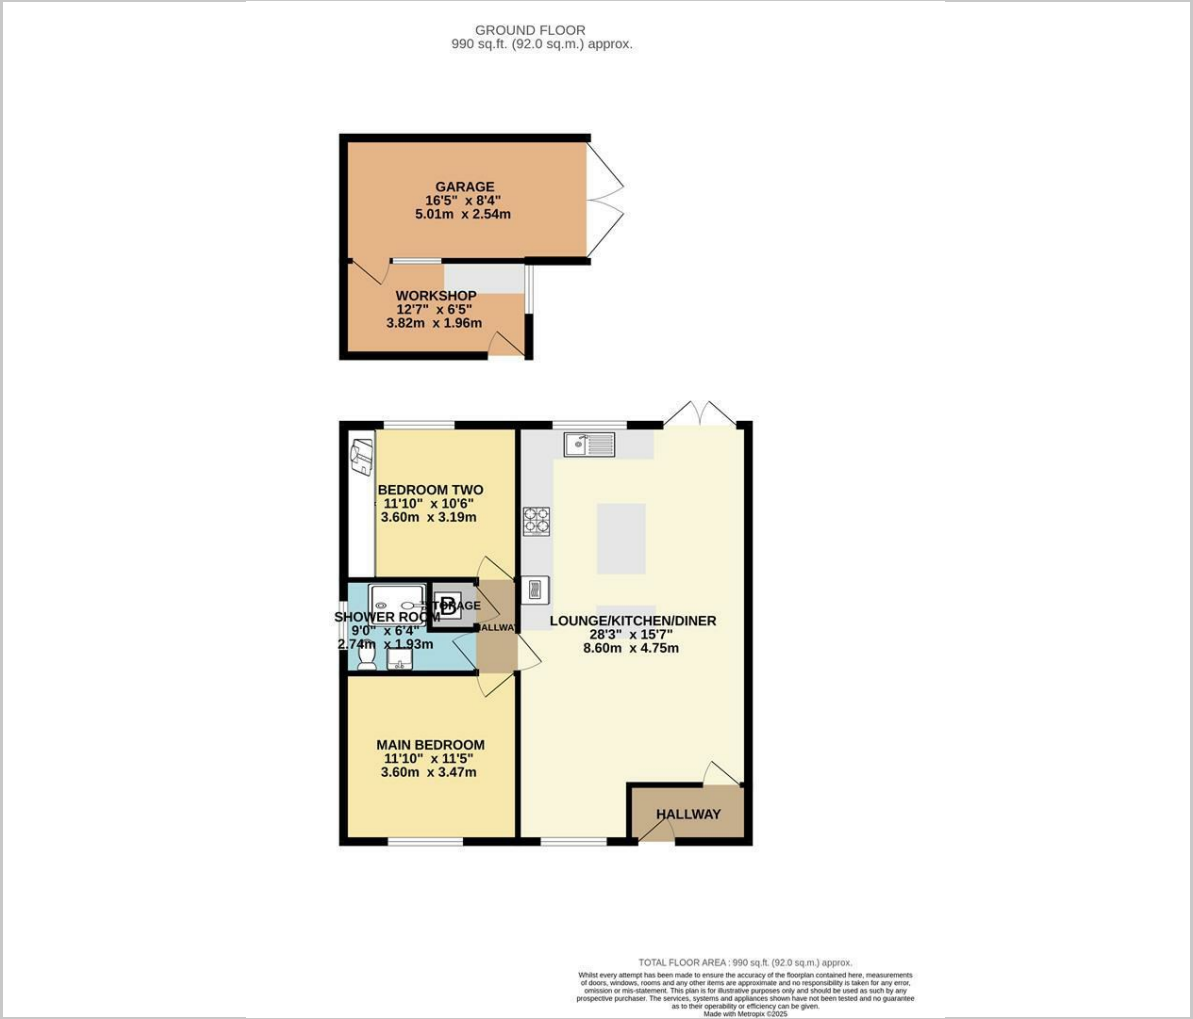 GROUND FLOOR
990 sq.ft. (92.0 sq.m.) approx.
GARAGE
16'5" x 8'4"
5.01m x 2.54m
WORKSHOP
12'7" x 6'5"
3.82m x 1.96m
BEDROOM TWO
11'10" x 10'6"
3.60m x 3.19m
B
STORAGE
SHOWER ROOM
9'0" x 6'4"
2.74m x 1.93m
HALLWAY
LOUNGE/KITCHEN/DINER
28'3" x 15'7"
8.60m x 4.75m
MAIN BEDROOM
11'10" x 11'5"
3.60m x 3.47m
HALLWAY
TOTAL FLOOR AREA : 990 sq.ft. (92.0 sq.m.) approx.
Whilst every attempt has been made to ensure the accuracy of the floorplan contained here, measurements
of doors, windows, rooms and any other items are approximate and no responsibility is taken for any error,
omission or mis-statement. This plan is for illustrative purposes only and should be used as such by any
prospective purchaser. The services, systems and appliances shown have not been tested and no guarantee
as to their operability or efficiency can be given.
Made with Metropix ©2025